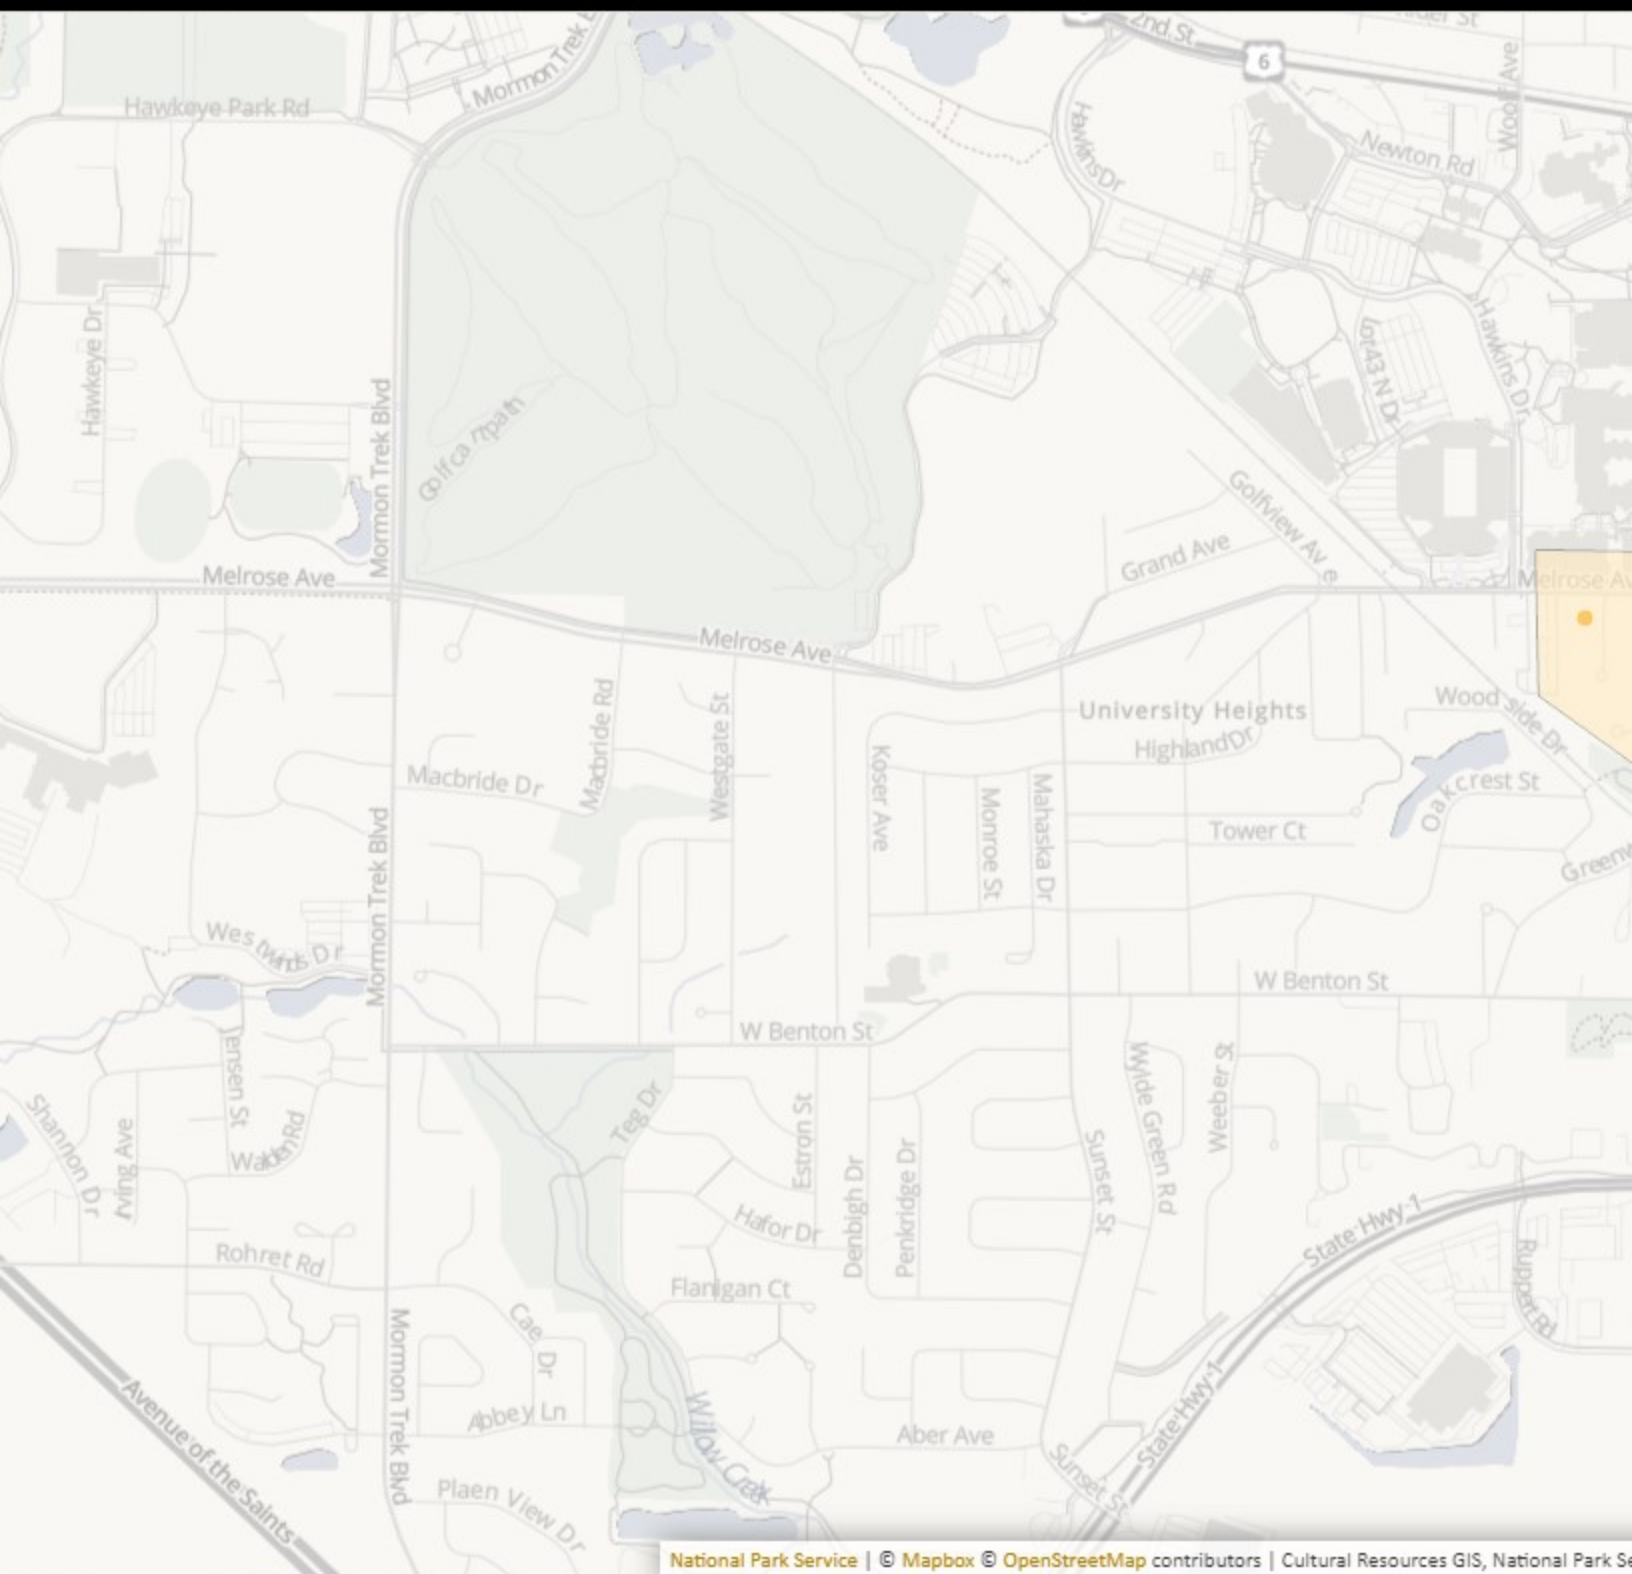 2nd St
6
Mormon Trek B
Hawkeye Park Rd
Woolf Ave
Hawkins Dr
Newton Rd
Hawkeye Dr
Mormon Trek Blvd
Golf cart path
Lot 43 N Dr
Hawkins Dr
Golfview Ave
Grand Ave
Melrose Ave
Melrose Av
Melrose Ave
University Heights
Woodside Dr
Highland Dr
Macbride Rd
Westgate St
Koser Ave
Macbride Dr
Monroe St
Mahaska Dr
Oakcrest St
Tower Ct
Greenw
Mormon Trek Blvd
Westwinds Dr
W Benton St
W Benton St
Jensen St
Shannon Dr
Irving Ave
Walden Rd
Teg Dr
Estron St
Denbigh Dr
Penkridge Dr
Sunset St
Wylde Green Rd
Weeber St
Hafor Dr
State Hwy 1
Ruppert Rd
Rohret Rd
Flanigan Ct
Cae Dr
Mormon Trek Blvd
Avenue of the Saints
Abbey Ln
Willow Creek
Aber Ave
State Hwy 1
Sunset St
Plaen View Dr
National Park Service | © Mapbox © OpenStreetMap contributors | Cultural Resources GIS, National Park Se